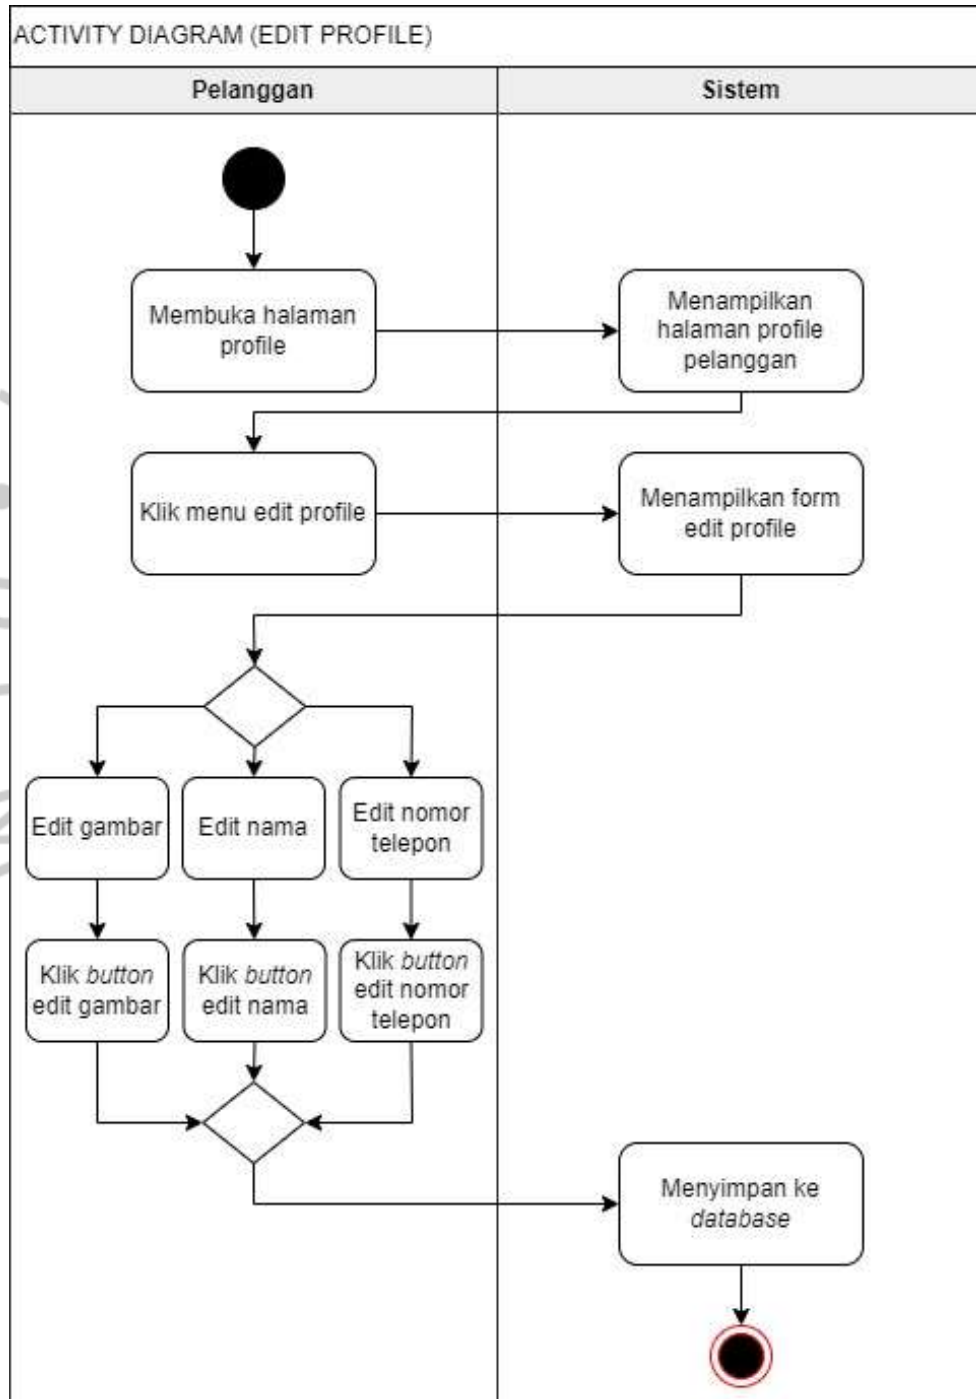 ACTIVITY DIAGRAM (EDIT PROFILE)
Pelanggan
Sistem
Membuka halaman
profile
Menampilkan
halaman profile
pelanggan
Klik menu edit profile
Menampilkan form
edit profile
Edit gambar
Edit nama
Edit nomor
telepon
Klik button
edit gambar
Klik button
edit nama
Klik button
edit nomor
telepon
Menyimpan ke
database